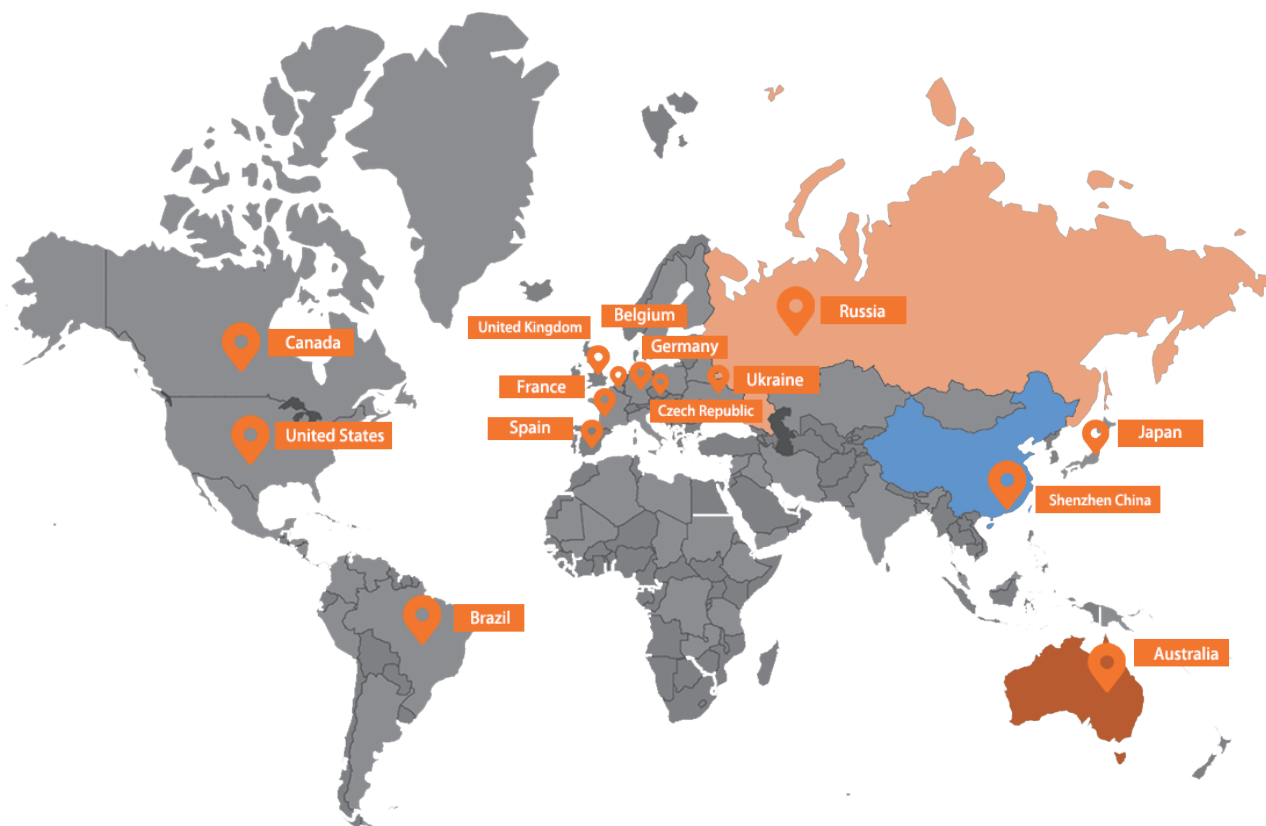 Belgium
Russia
United Kingdom
Canada
Germany
Ukraine
France
Czech Republic
Spain
United States
Japan
Shenzhen China
Brazil
Australia